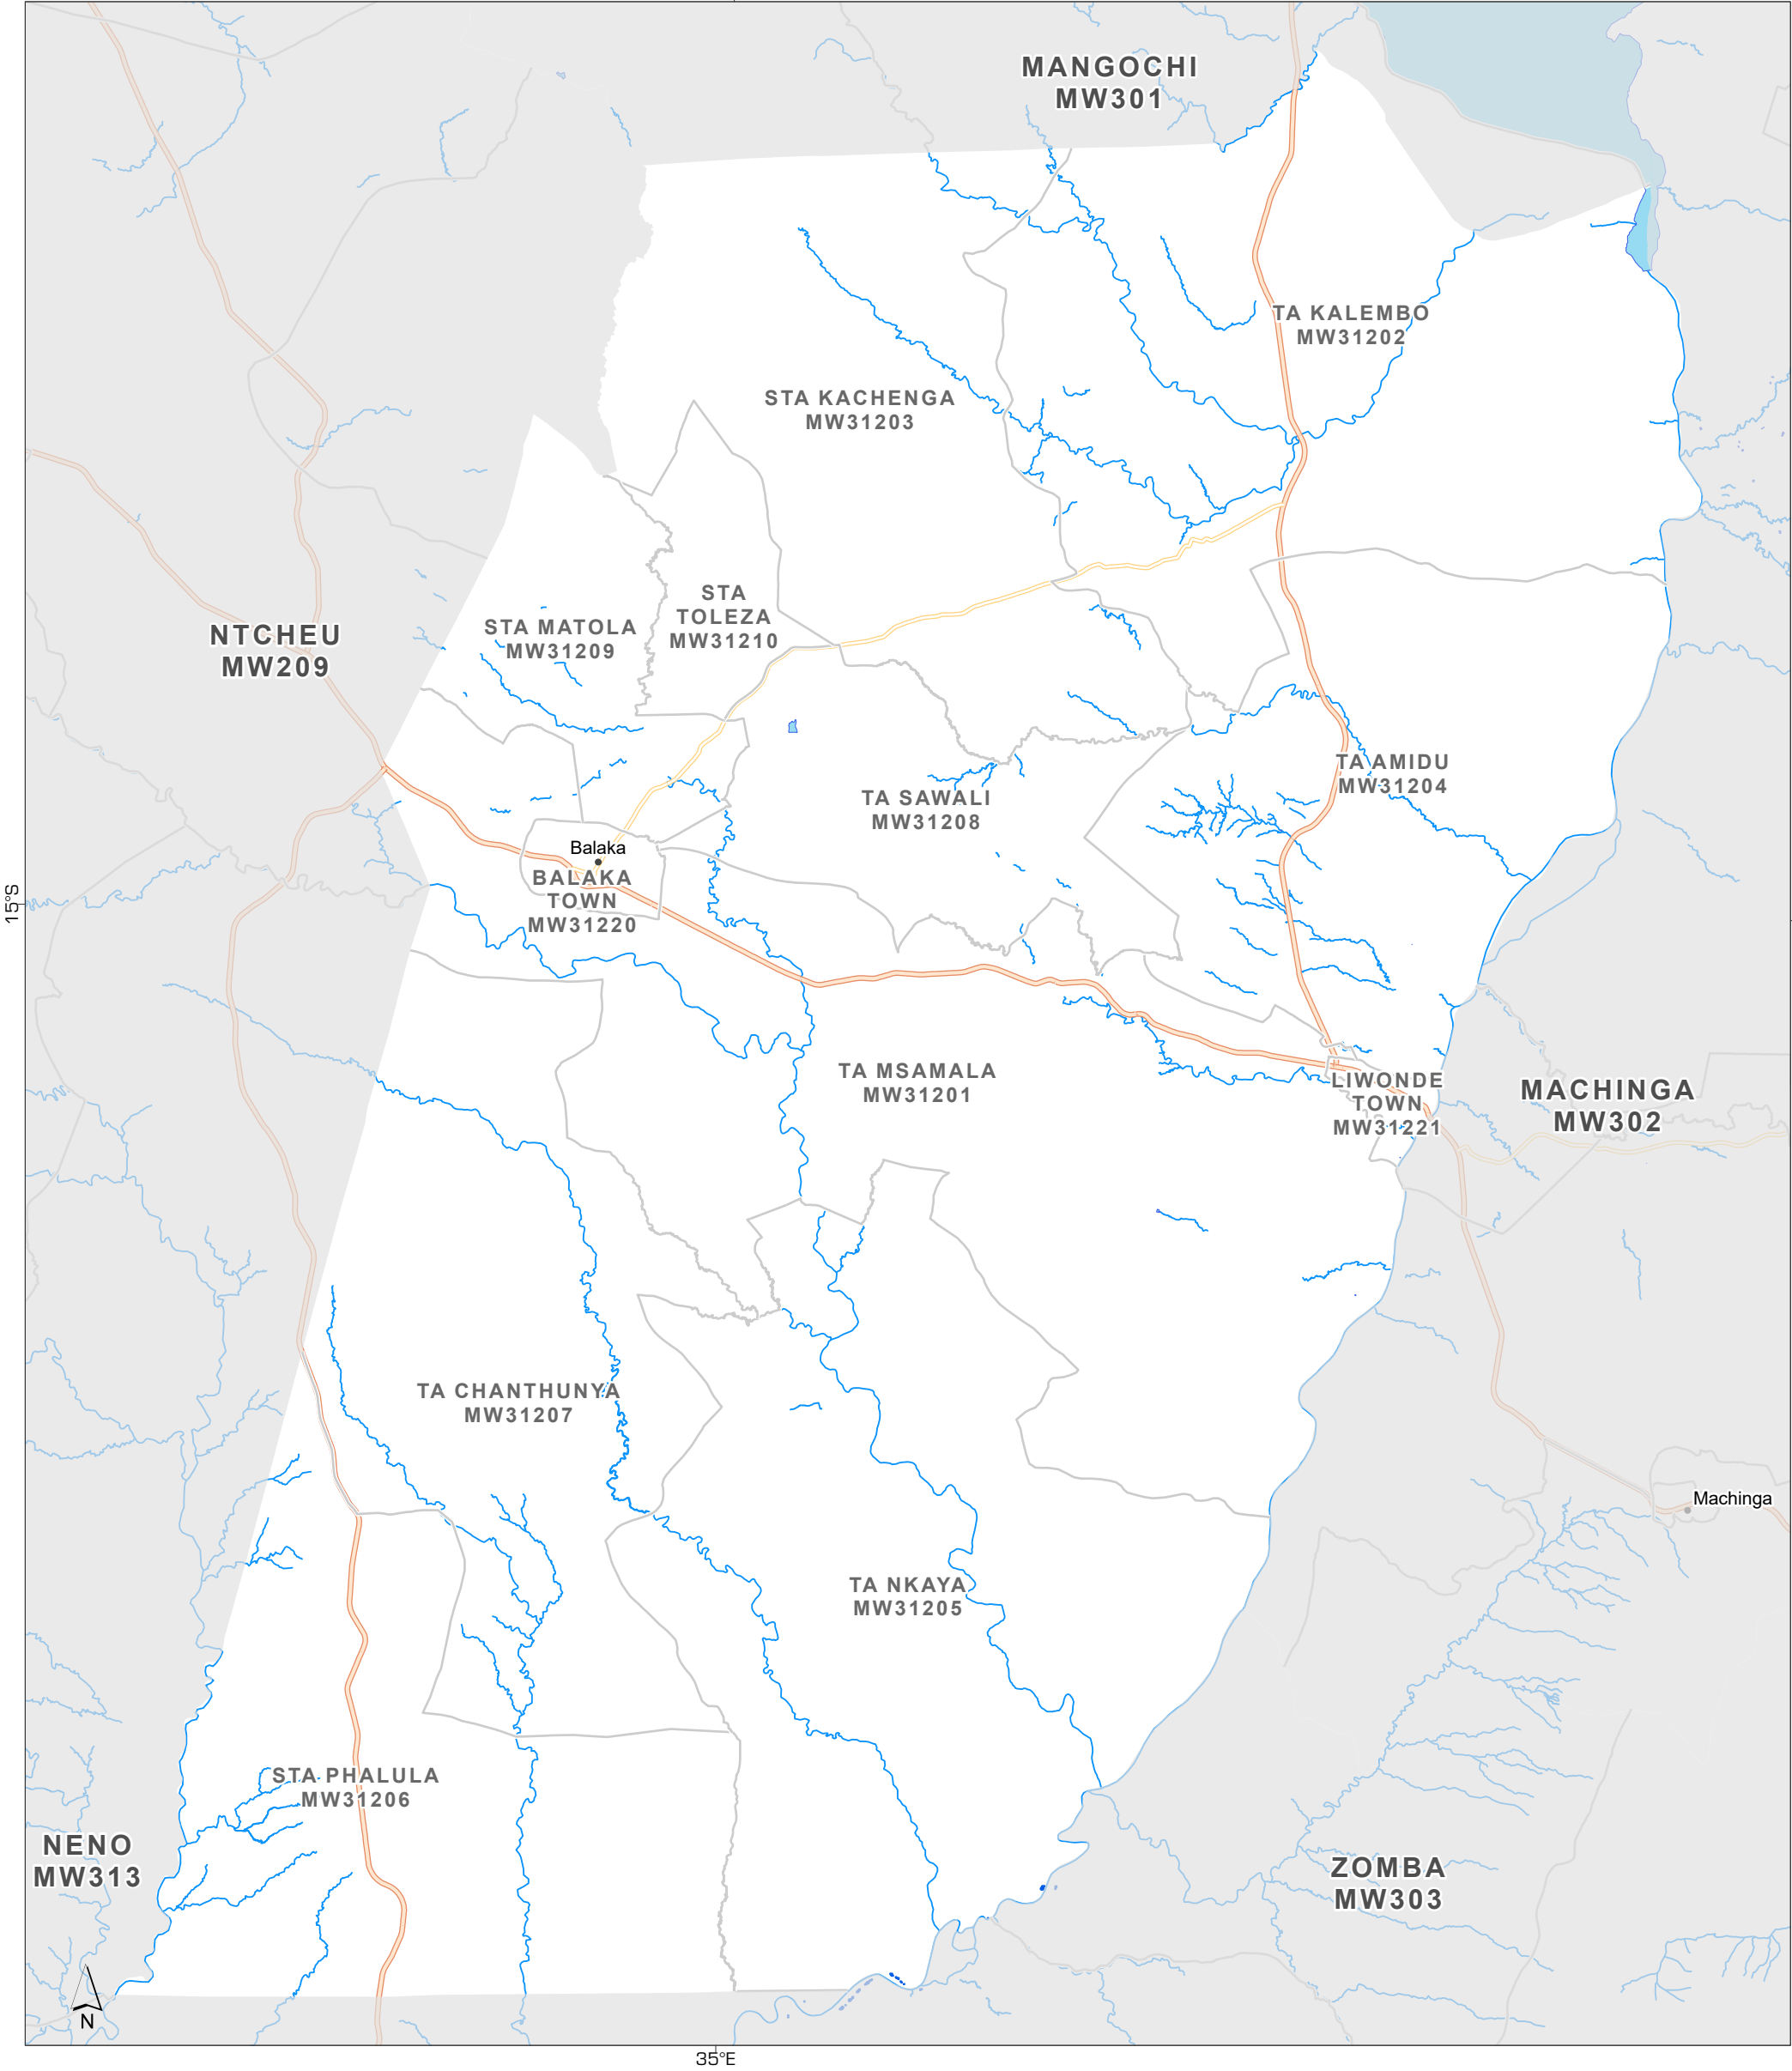 MANGOCHI
MW301
TA KALEMBO
MW31202
STA KACHENGA
MW31203
STA
TOLEZA
MW31210
STA MATOLA
MW31209
NTCHEU
MW209
TA AMIDU
MW31204
TA SAWALI
MW31208
Balaka
BALAKA
TOWN
MW31220
15°S
TA MSAMALA
MW31201
LIWONDE
TOWN
MW31221
MACHINGA
MW302
TA CHANTHUNYA
MW31207
Machinga
TA NKAYA
MW31205
STA PHALULA
MW31206
NENO
MW313
ZOMBA
MW303
N
35°E